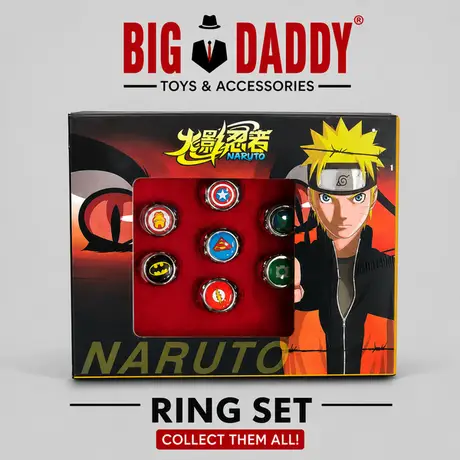 BIG DADDY®
TOYS & ACCESSORIES
火影忍者
NARUTO
NARUTO
RING SET
COLLECT THEM ALL!